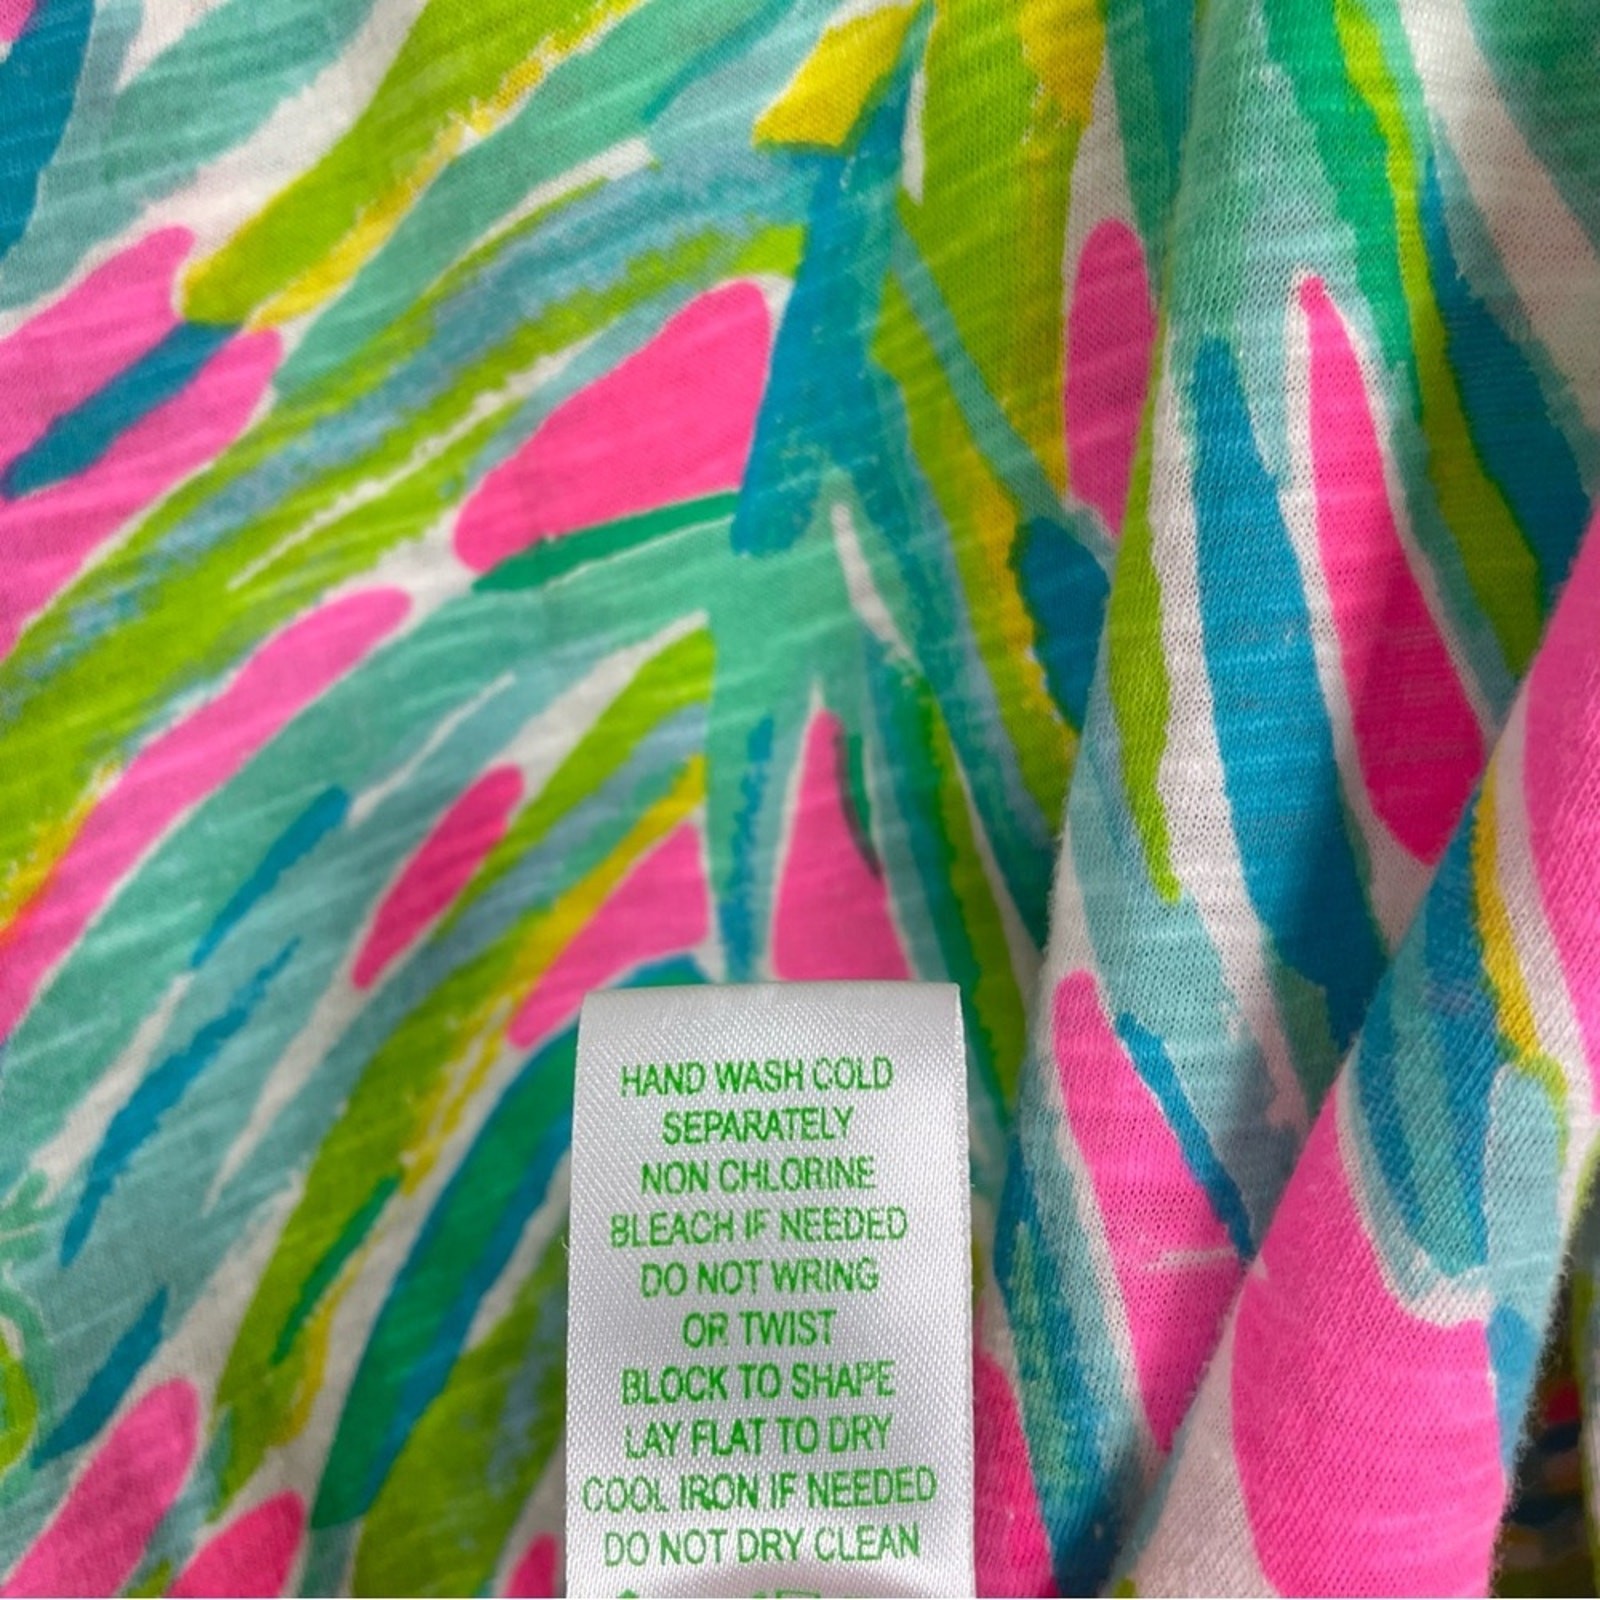 HAND WASH COLD
SEPARATELY
NON CHLORINE
BLEACH IF NEEDED
DO NOT WRING
OR TWIST
BLOCK TO SHAPE
LAY FLAT TO DRY
COOL IRON IF NEEDED
DO NOT DRY CLEAN